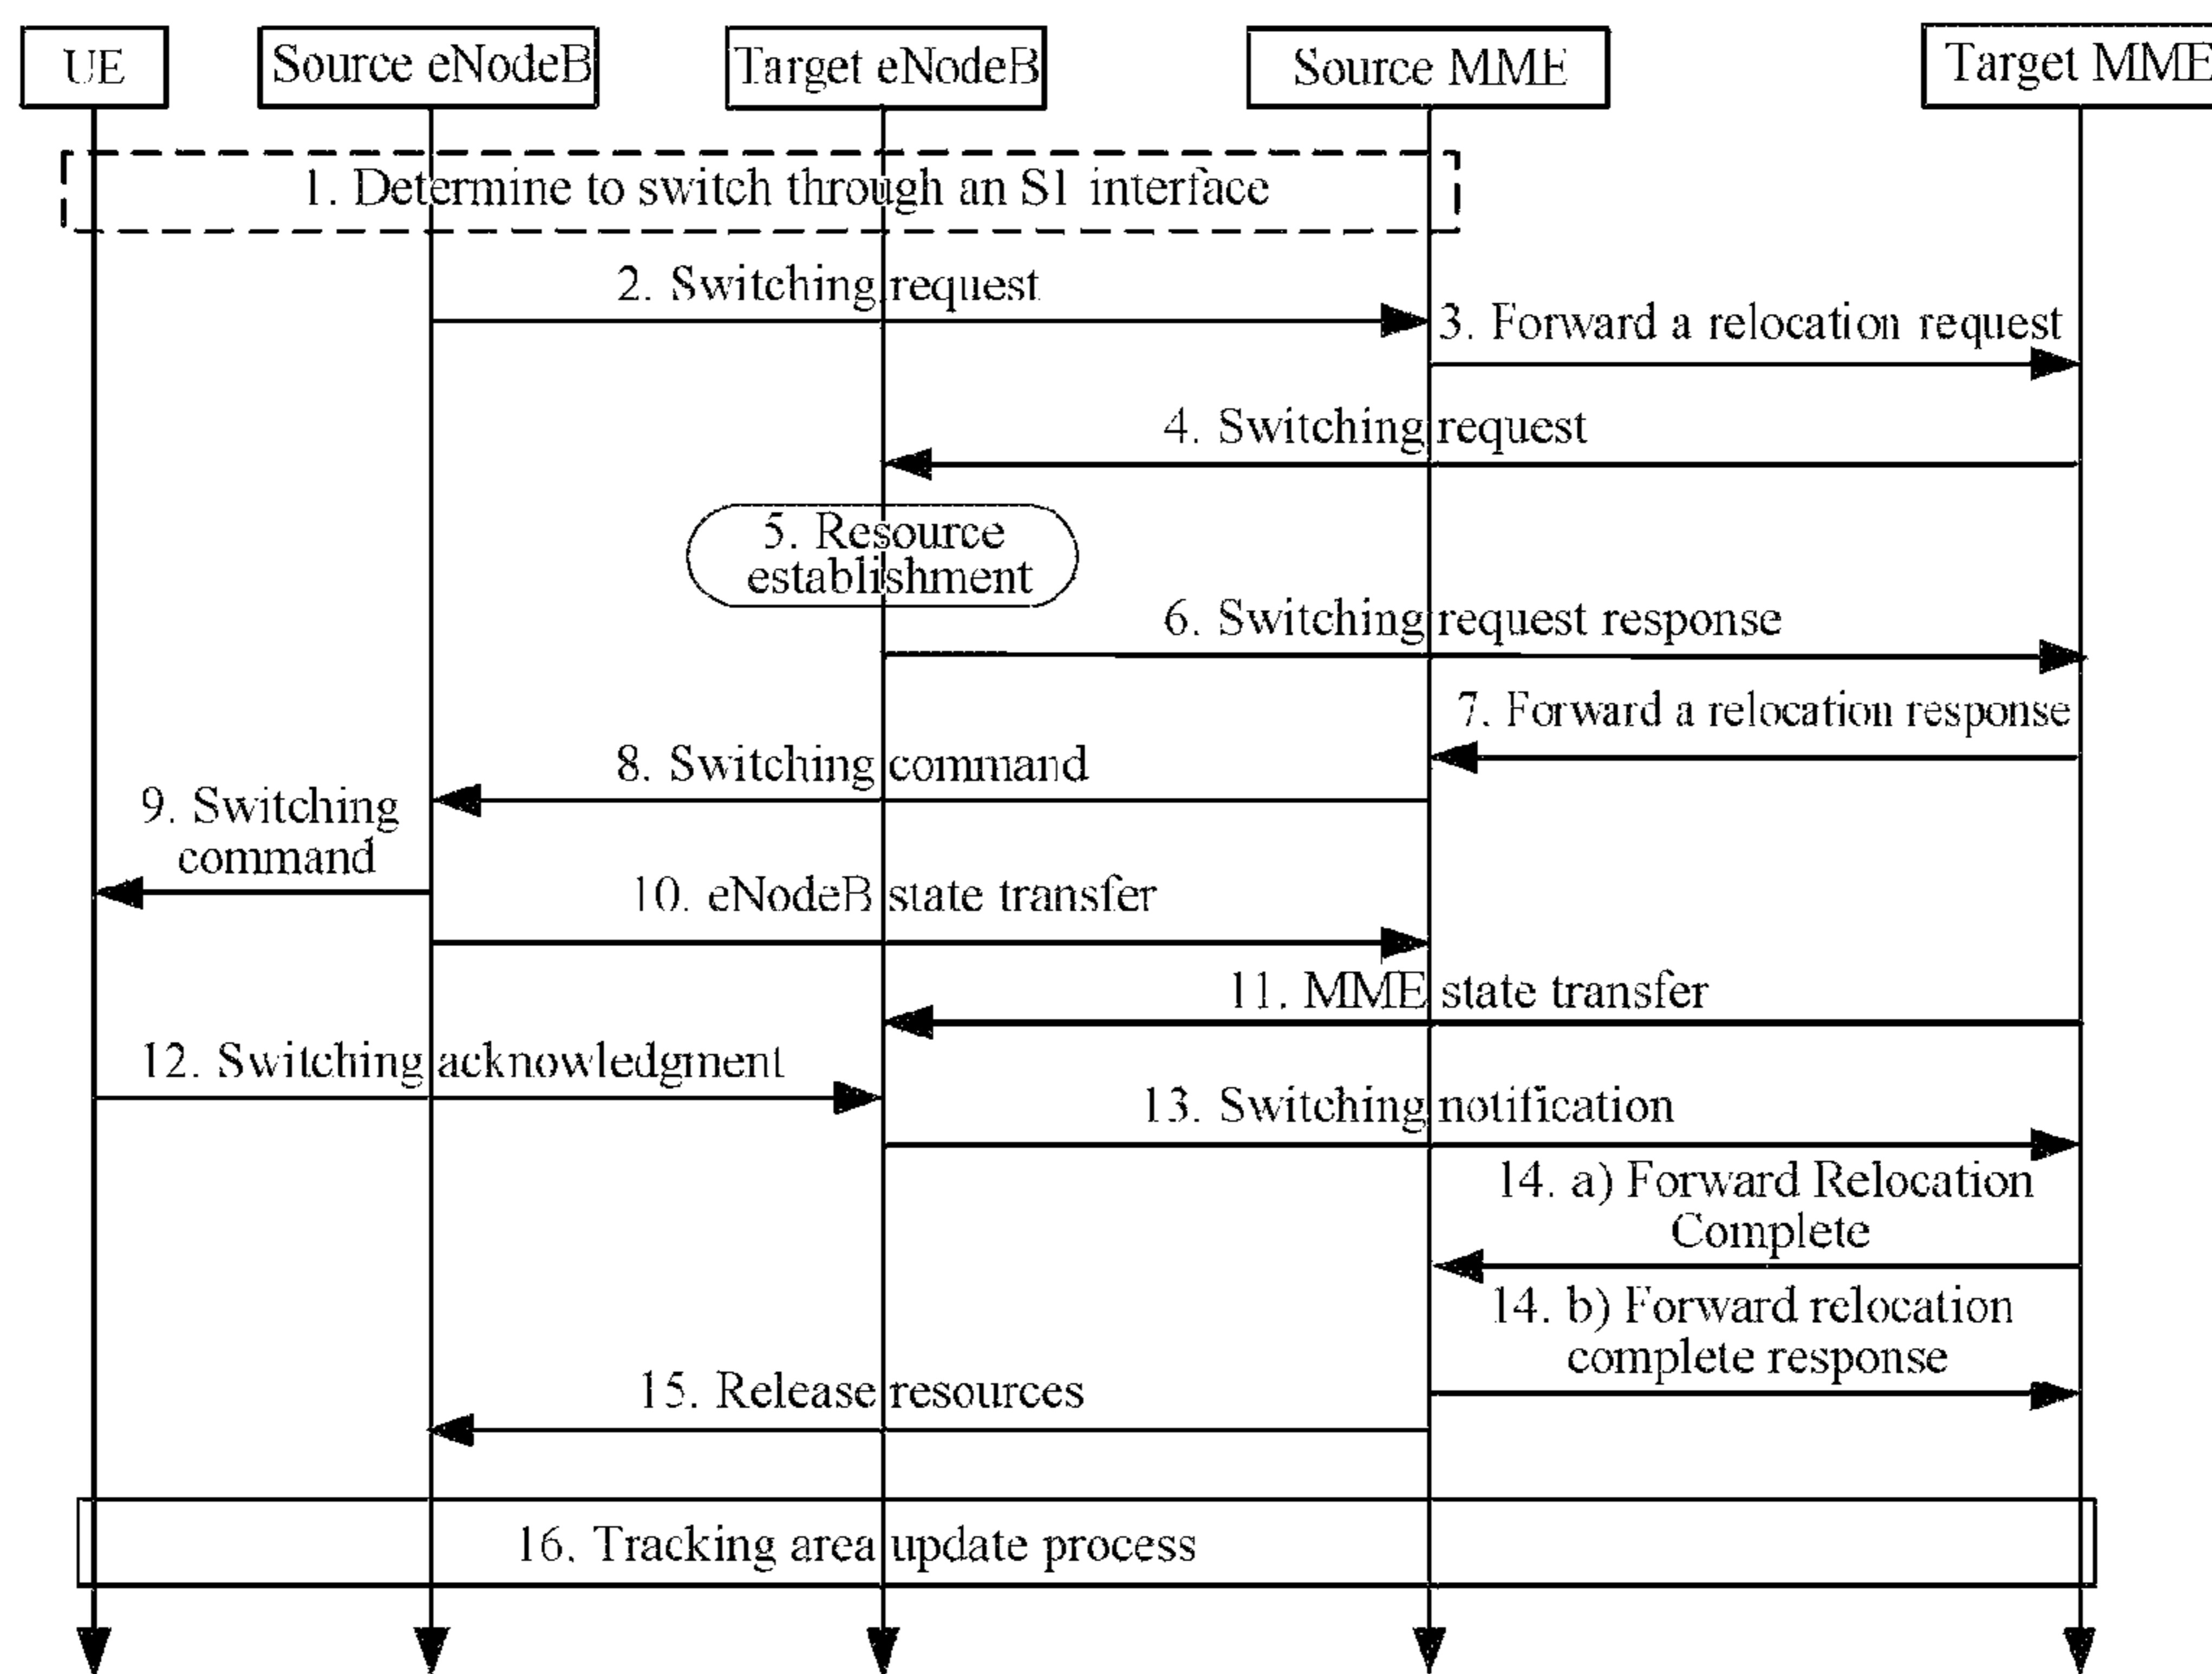 UE
Source eNodeB
Target eNodeB
Source MME
Target MME
1. Determine to switch through an S1 interface
2. Switching request
3. Forward a relocation request
4. Switching request
5. Resource
establishment
6. Switching request response
7. Forward a relocation response
8. Switching command
9. Switching
command
10. eNodeB state transfer
11. MME state transfer
12. Switching acknowledgment
13. Switching notification
14. a) Forward Relocation
Complete
14. b) Forward relocation
complete response
15. Release resources
16. Tracking area update process